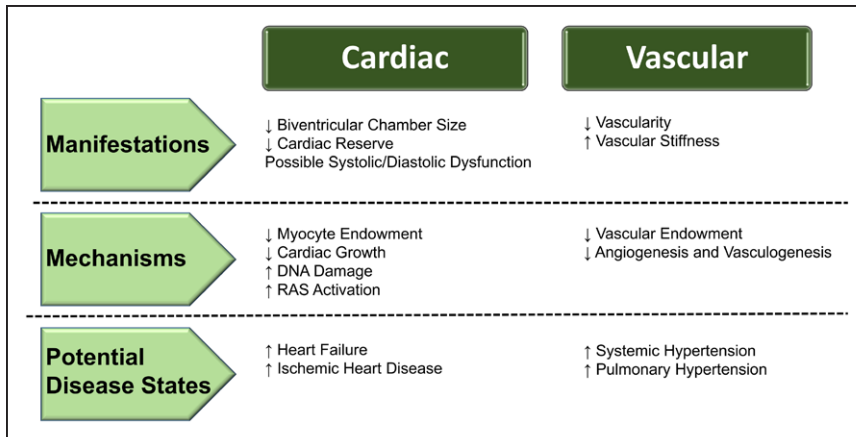 Cardiac
Vascular
Manifestations
↓ Biventricular Chamber Size
↓ Cardiac Reserve
Possible Systolic/Diastolic Dysfunction
↓ Vascularity
↑ Vascular Stiffness
Mechanisms
↓ Myocyte Endowment
↓ Cardiac Growth
↑ DNA Damage
↑ RAS Activation
↓ Vascular Endowment
↓ Angiogenesis and Vasculogenesis
Potential
Disease States
↑ Heart Failure
↑ Ischemic Heart Disease
↑ Systemic Hypertension
↑ Pulmonary Hypertension